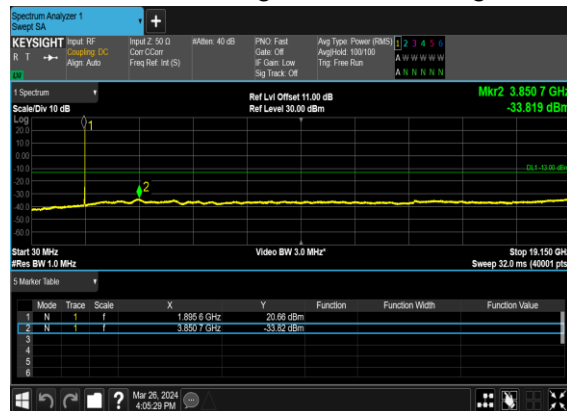 Spectrum Analyzer 1
Swept SA
+
KEYSIGHT Input: RF Input Z: 50 Ω #Atten: 40 dB PNO: Fast Avg Type: Power (RMS) 1 2 3 4 5 6
R T Coupling: DC Corr CCorr Gate: Off Avg|Hold: 100/100 A W W W W W
Align: Auto Freq Ref: Int (S) IF Gain: Low Trig: Free Run
Sig Track: Off A N N N N N
1 Spectrum Ref Lvl Offset 11.00 dB Mkr2 3.850 7 GHz
Scale/Div 10 dB Ref Level 30.00 dBm -33.819 dBm
Log
1
20.0
10.0
0.00
-10.0
DL1 -13.00 dBm
-20.0
2
-30.0
-40.0
-50.0
-60.0
Start 30 MHz Video BW 3.0 MHz* Stop 19.150 GHz
#Res BW 1.0 MHz Sweep 32.0 ms (40001 pts)
5 Marker Table
Mode Trace Scale X Y Function Function Width Function Value
1 N 1 f 1.895 6 GHz 20.66 dBm
2 N 1 f 3.850 7 GHz -33.82 dBm
3
4
5
6
? Mar 26, 2024
4:05:29 PM